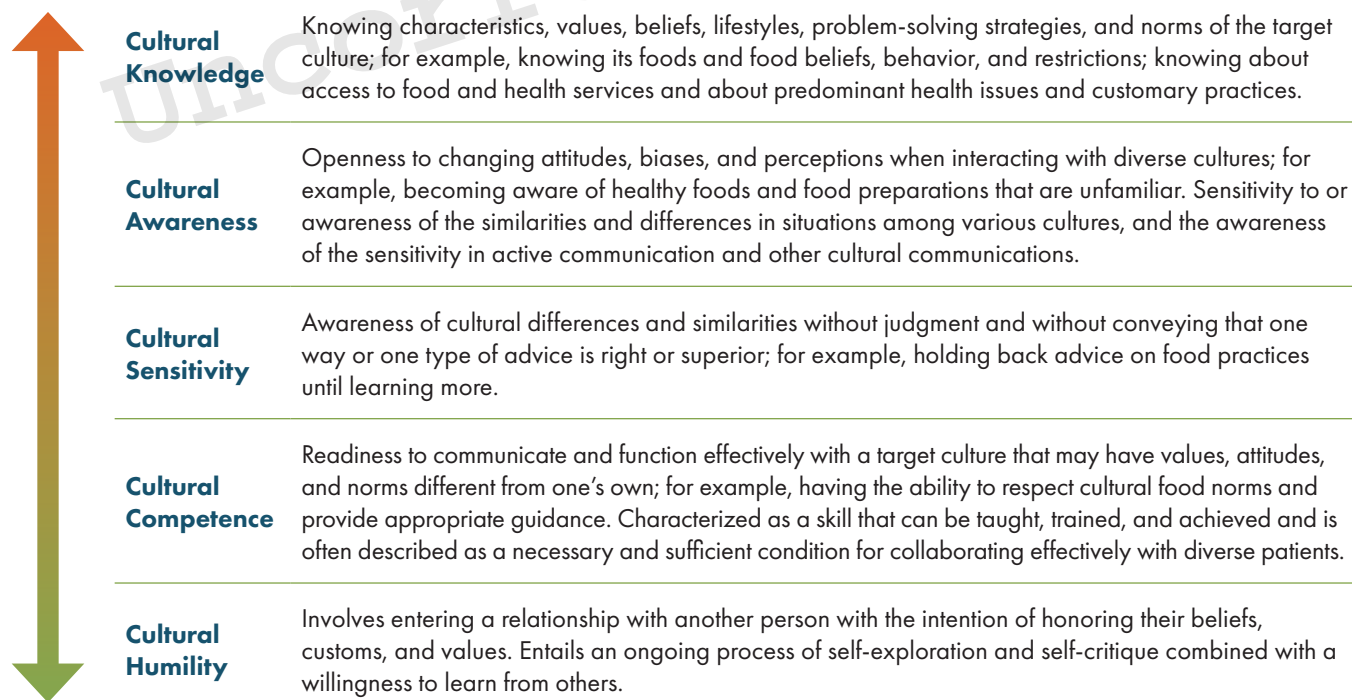 Cultural
Knowledge
Knowing characteristics, values, beliefs, lifestyles, problem-solving strategies, and norms of the target
culture; for example, knowing its foods and food beliefs, behavior, and restrictions; knowing about
access to food and health services and about predominant health issues and customary practices.
Cultural
Awareness
Openness to changing attitudes, biases, and perceptions when interacting with diverse cultures; for
example, becoming aware of healthy foods and food preparations that are unfamiliar. Sensitivity to or
awareness of the similarities and differences in situations among various cultures, and the awareness
of the sensitivity in active communication and other cultural communications.
Cultural
Sensitivity
Awareness of cultural differences and similarities without judgment and without conveying that one
way or one type of advice is right or superior; for example, holding back advice on food practices
until learning more.
Cultural
Competence
Readiness to communicate and function effectively with a target culture that may have values, attitudes,
and norms different from one’s own; for example, having the ability to respect cultural food norms and
provide appropriate guidance. Characterized as a skill that can be taught, trained, and achieved and is
often described as a necessary and sufficient condition for collaborating effectively with diverse patients.
Cultural
Humility
Involves entering a relationship with another person with the intention of honoring their beliefs,
customs, and values. Entails an ongoing process of self-exploration and self-critique combined with a
willingness to learn from others.